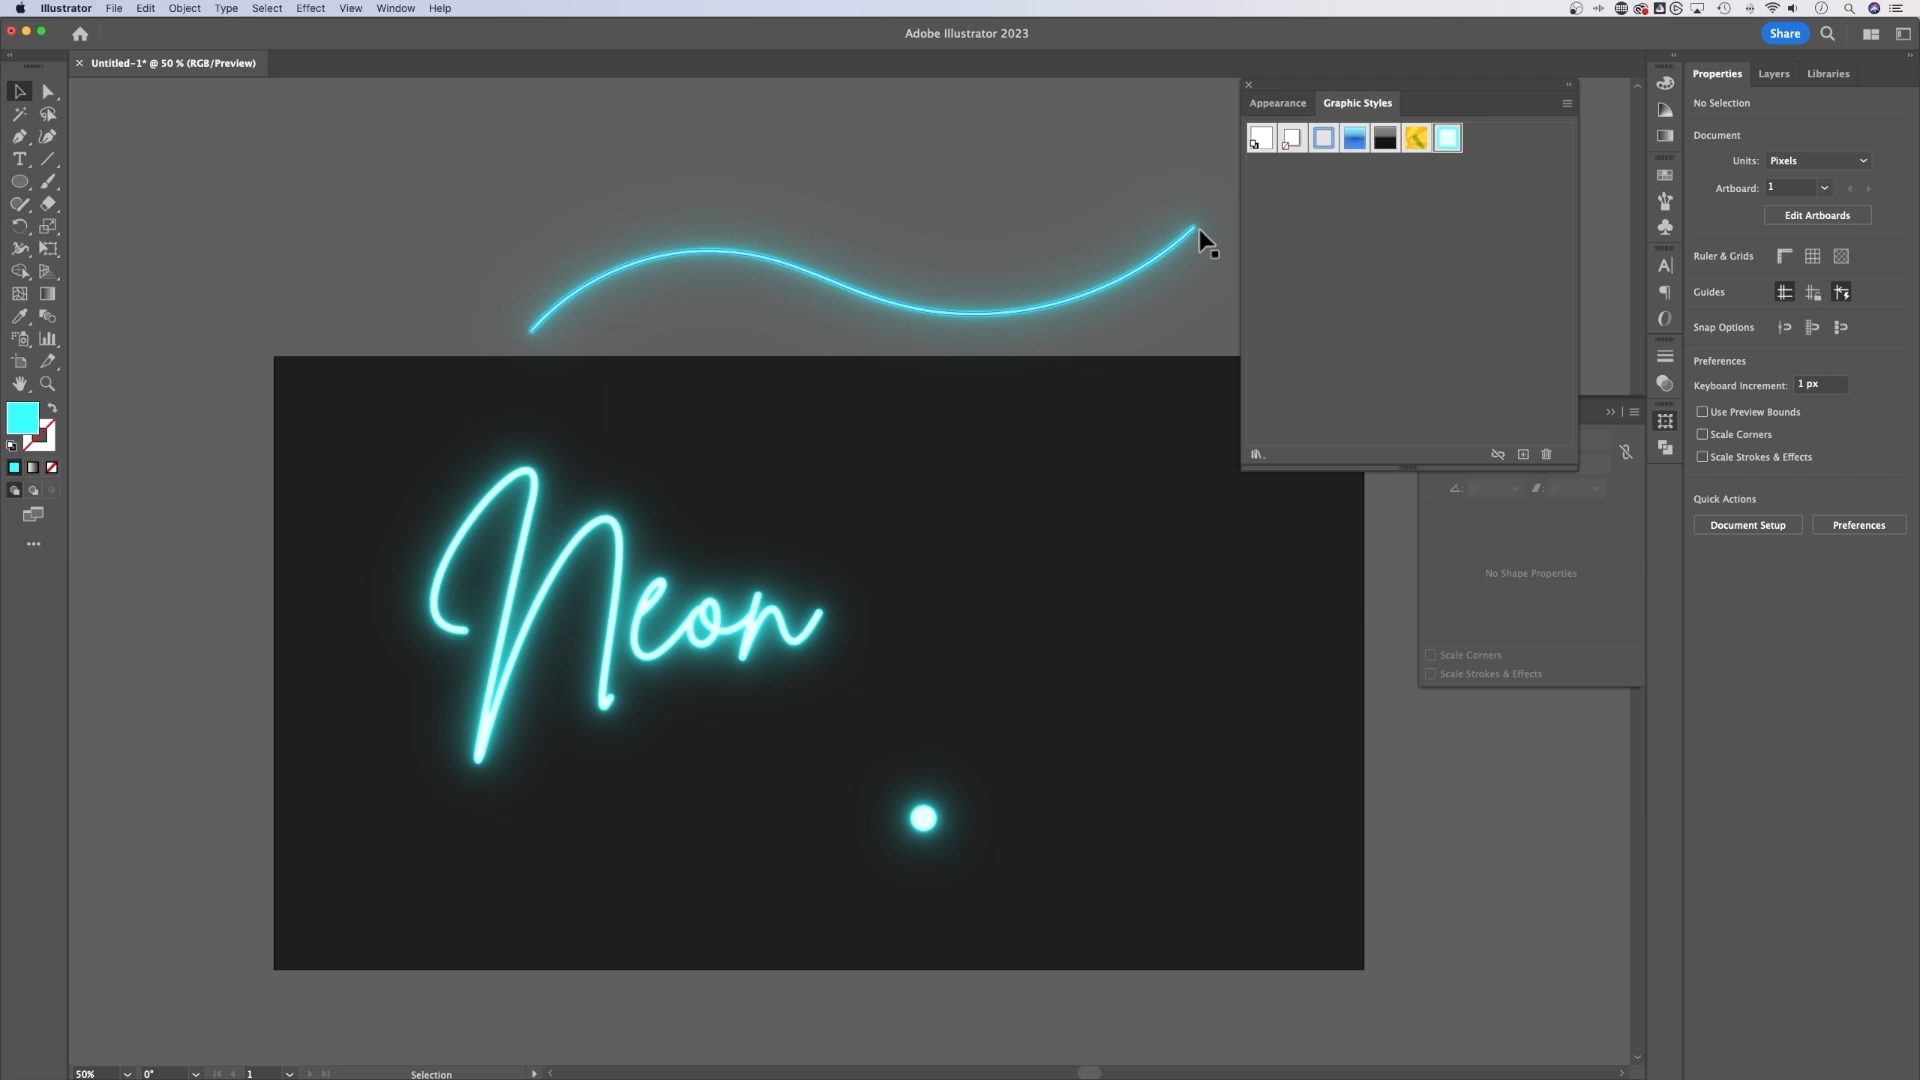 Illustrator File Edit Object Type Select Effect View Window Help
Adobe Illustrator 2023
Share
Untitled-1* @ 50 % (RGB/Preview)
Appearance Graphic Styles
Properties Layers Libraries
No Selection
Document
Units: Pixels
Artboard: 1
Edit Artboards
Ruler & Grids
Guides
Snap Options
Preferences
Keyboard Increment: 1 px
Use Preview Bounds
Scale Corners
Scale Strokes & Effects
Quick Actions
Document Setup Preferences
0° 0°
No Shape Properties
Scale Corners
Scale Strokes & Effects
Neon
50% 0° 1 Selection